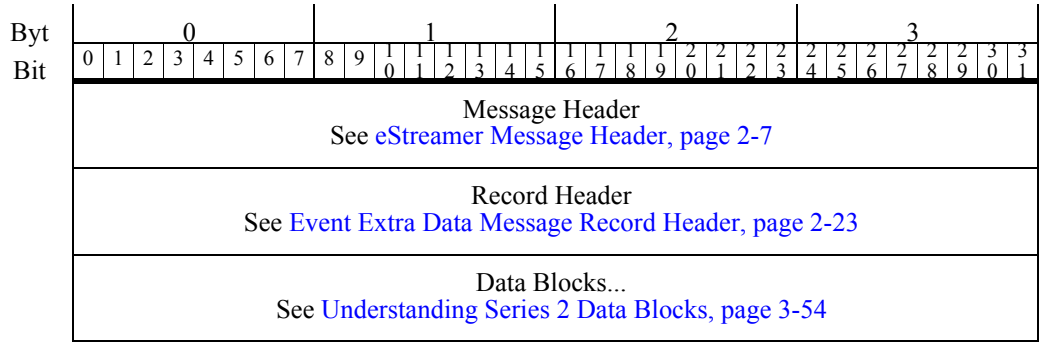 Byt 0 1 2 3
Bit 0 1 2 3 4 5 6 7 8 9 10 11 12 13 14 15 16 17 18 19 20 21 22 23 24 25 26 27 28 29 30 31
Message Header
See eStreamer Message Header, page 2-7
Record Header
See Event Extra Data Message Record Header, page 2-23
Data Blocks...
See Understanding Series 2 Data Blocks, page 3-54